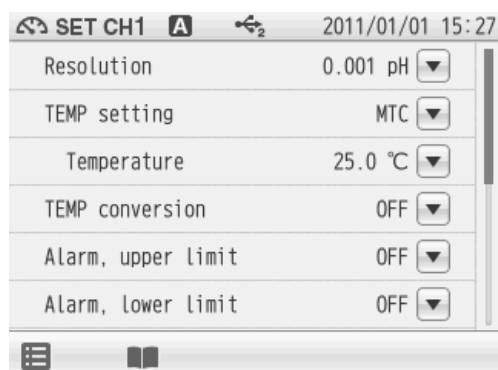 SET CH1 A 2 2011/01/01 15:27
Resolution 0.001 pH
TEMP setting MTC
Temperature 25.0 ℃
TEMP conversion OFF
Alarm, upper limit OFF
Alarm, lower limit OFF